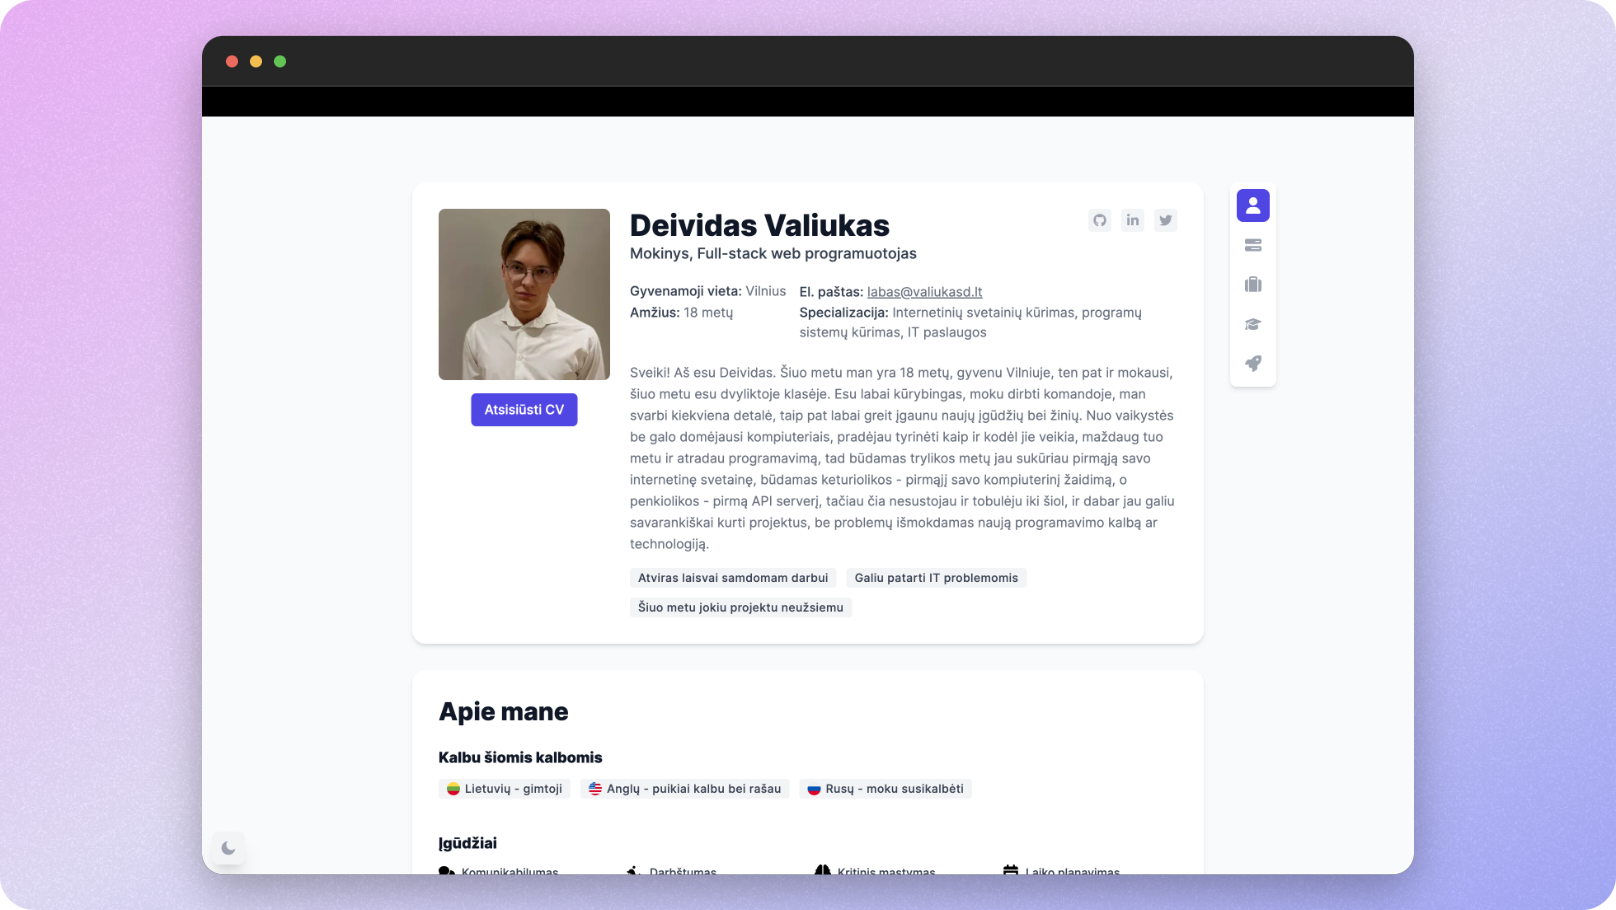 Deividas Valiukas
Mokinys, Full-stack web programuotojas
Gyvenamoji vieta: Vilnius
Amžius: 18 metų
El. paštas: labas@valiukasd.lt
Specializacija: Internetinių svetainių kūrimas, programų
sistemų kūrimas, IT paslaugos
Atsisiųsti CV
Sveiki! Aš esu Deividas. Šiuo metu man yra 18 metų, gyvenu Vilniuje, ten pat ir mokausi,
šiuo metu esu dvyliktoje klasėje. Esu labai kūrybingas, moku dirbti komandoje, man
svarbi kiekviena detalė, taip pat labai greit įgaunu naujų įgūdžių bei žinių. Nuo vaikystės
be galo domėjausi kompiuteriais, pradėjau tyrinėti kaip ir kodėl jie veikia, maždaug tuo
metu ir atradau programavimą, tad būdamas trylikos metų jau sukūriau pirmąją savo
internetinę svetainę, būdamas keturiolikos - pirmąjį savo kompiuterinį žaidimą, o
penkiolikos - pirmą API serverį, tačiau čia nesustojau ir tobulėju iki šiol, ir dabar jau galiu
savarankiškai kurti projektus, be problemų išmokdamas naują programavimo kalbą ar
technologiją.
Atviras laisvai samdomam darbui
Galiu patarti IT problemomis
Šiuo metu jokiu projektu neužsiemu
Apie mane
Kalbu šiomis kalbomis
Lietuvių - gimtoji
Anglų - puikiai kalbu bei rašau
Rusų - moku susikalbėti
Įgūdžiai
Komunikabilumas
Darbštumas
Kritinis mąstymas
Laiko planavimas